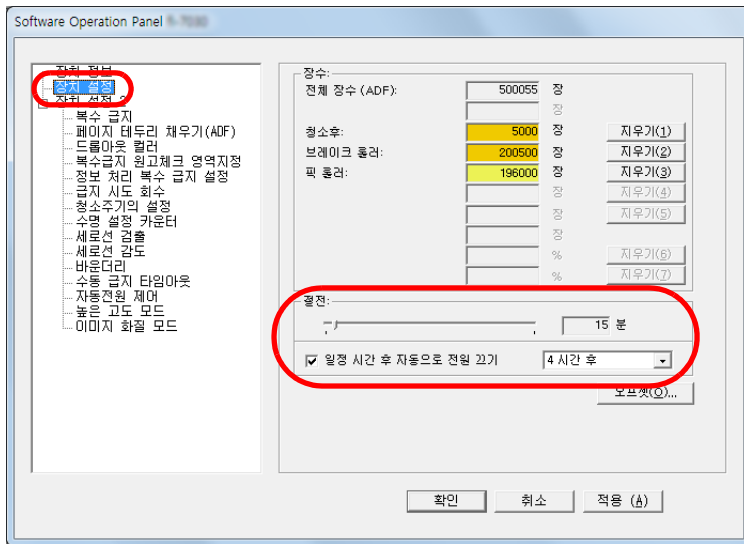 Software Operation Panel
장치 정보
장치 설정
장치 설정 2
복수 급지
페이지 테두리 채우기(ADF)
드롭아웃 컬러
복수급지 원고체크 영역지정
정보 처리 복수 급지 설정
급지 시도 회수
청소주기의 설정
수명 설정 카운터
세로선 검출
세로선 감도
바운더리
수동 급지 타임아웃
자동전원 제어
높은 고도 모드
이미지 화질 모드
장수:
전체 장수 (ADF): 500055 장
장
청소후: 5000 장 지우기(1)
브레이크 롤러: 200500 장 지우기(2)
픽 롤러: 196000 장 지우기(3)
장 지우기(4)
장 지우기(5)
장
% 지우기(6)
% 지우기(7)
절전:
15 분
일정 시간 후 자동으로 전원 끄기 4 시간 후
오프셋(O)...
확인 취소 적용 (A)